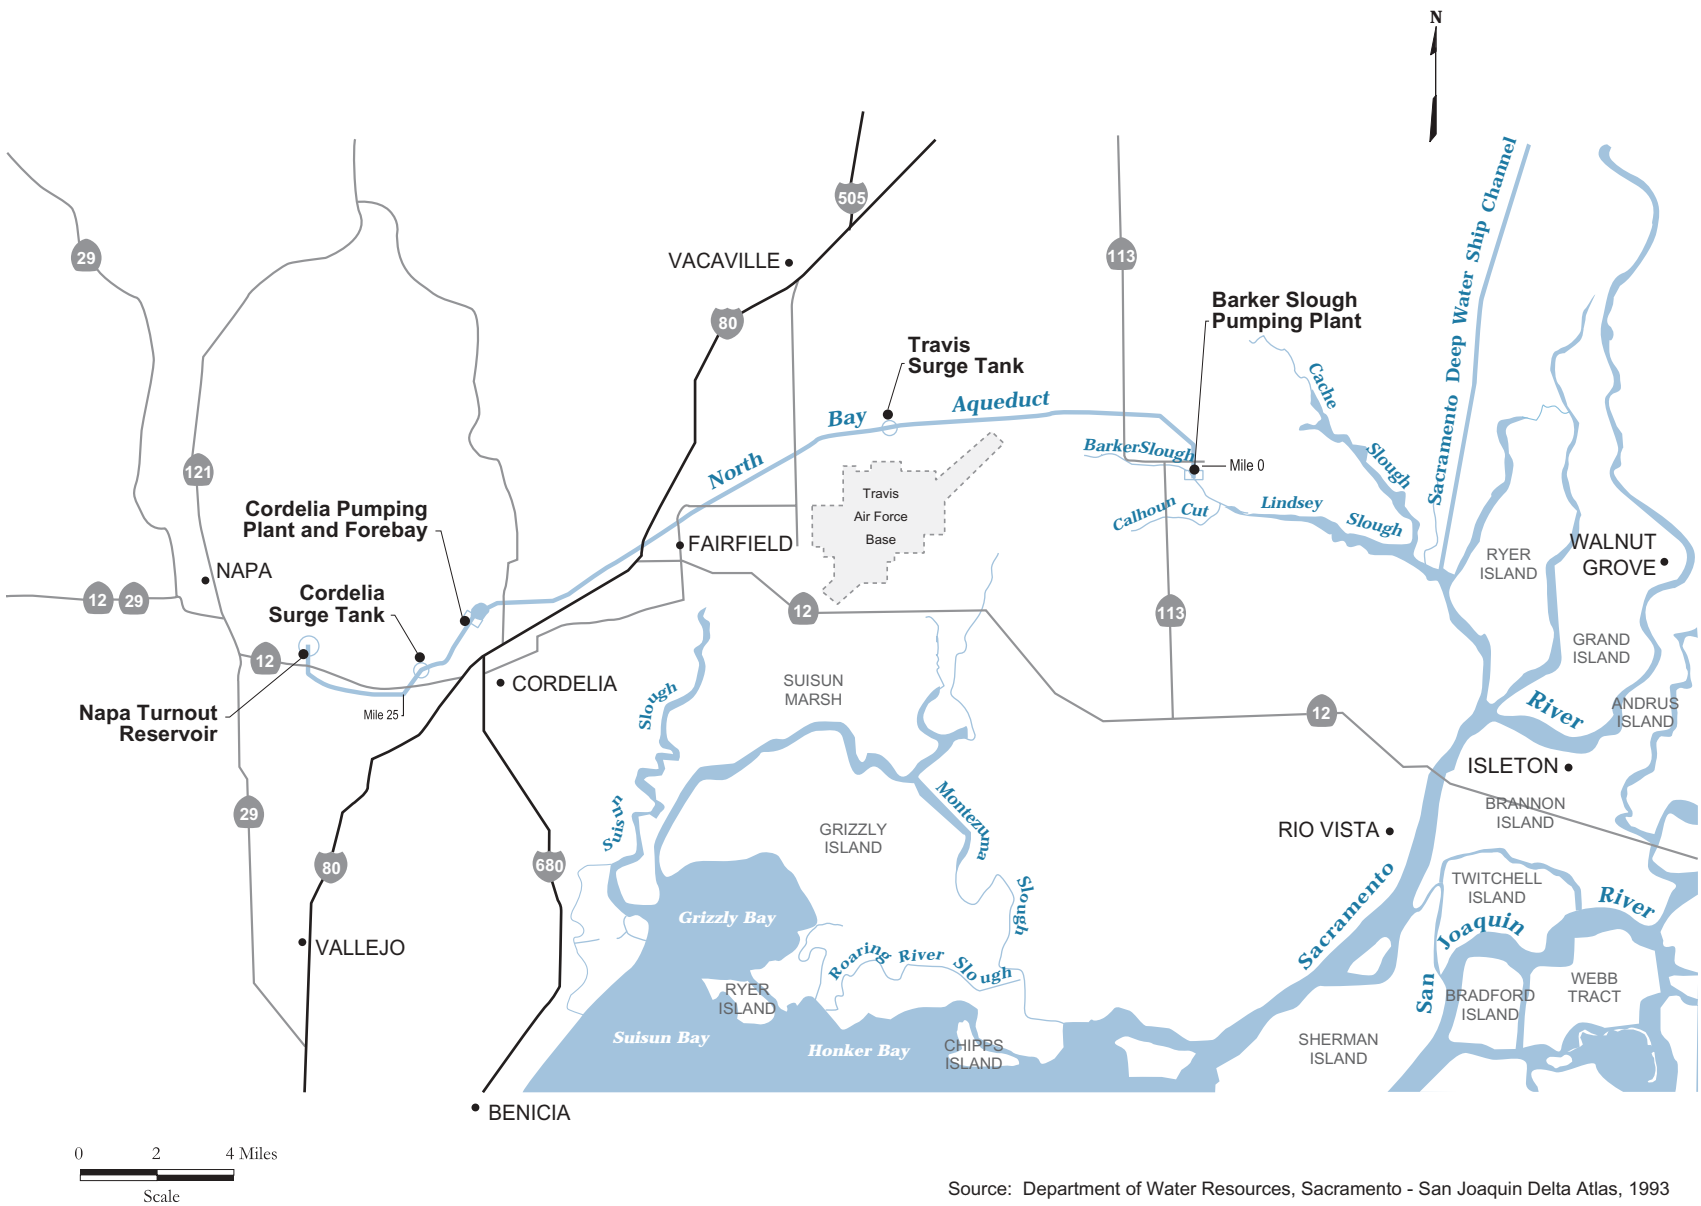 N
505
VACAVILLE
29
113
80
Barker Slough
Pumping Plant
Travis
Surge Tank
Sacramento Deep Water Ship Channel
Cache
Slough
North
Bay
Aqueduct
Barker Slough
Mile 0
121
Travis
Air Force
Base
Calhoun
Cut
Lindsey
Slough
Cordelia Pumping
Plant and Forebay
FAIRFIELD
RYER
ISLAND
WALNUT
GROVE
NAPA
12
29
Cordelia
Surge Tank
12
113
GRAND
ISLAND
12
CORDELIA
SUISUN
MARSH
Slough
Napa Turnout
Reservoir
Mile 25
12
River
ANDRUS
ISLAND
ISLETON
29
Suisun
Montezuma
Slough
GRIZZLY
ISLAND
BRANNON
ISLAND
RIO VISTA
80
680
TWITCHELL
ISLAND
Sacramento
River
San
Joaquin
River
Grizzly Bay
VALLEJO
Roaring
River
Slough
RYER
ISLAND
BRADFORD
ISLAND
WEBB
TRACT
Suisun Bay
Honker Bay
CHIPPS
ISLAND
SHERMAN
ISLAND
BENICIA
0 2 4 Miles
Scale
Source: Department of Water Resources, Sacramento - San Joaquin Delta Atlas, 1993